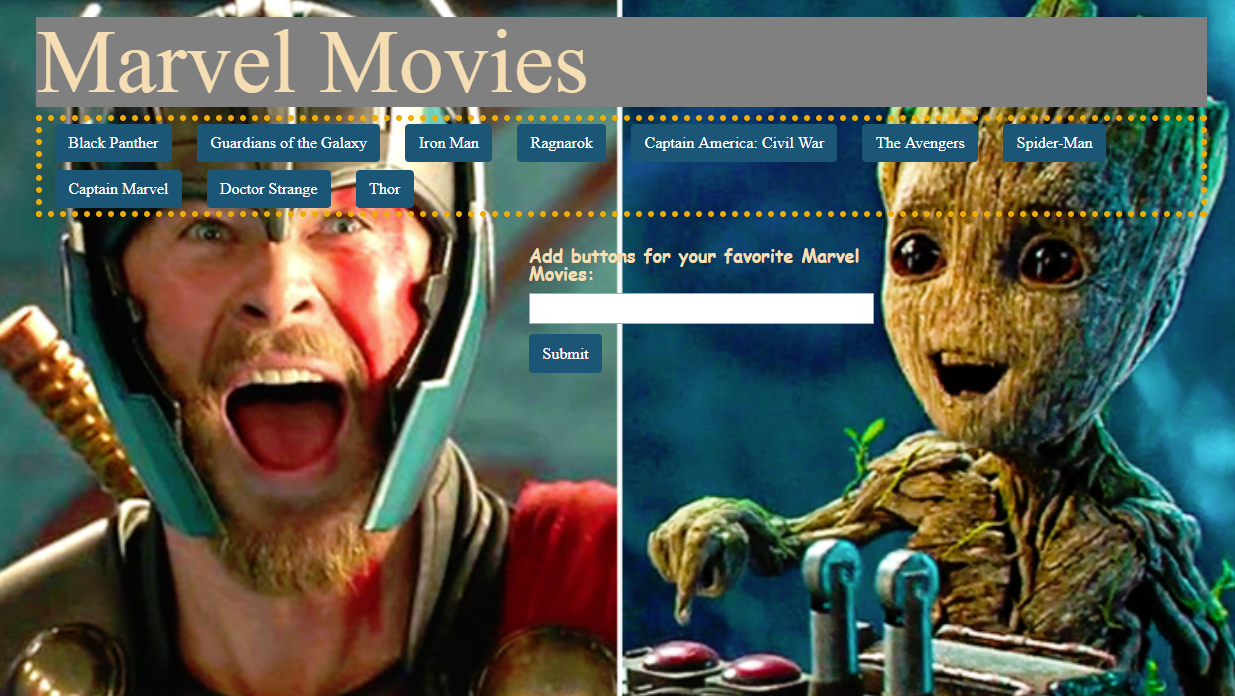 Marvel Movies
Black Panther Guardians of the Galaxy Iron Man Ragnarok Captain America: Civil War The Avengers Spider-Man
Captain Marvel Doctor Strange Thor
Add buttons for your favorite Marvel
Movies:
Submit